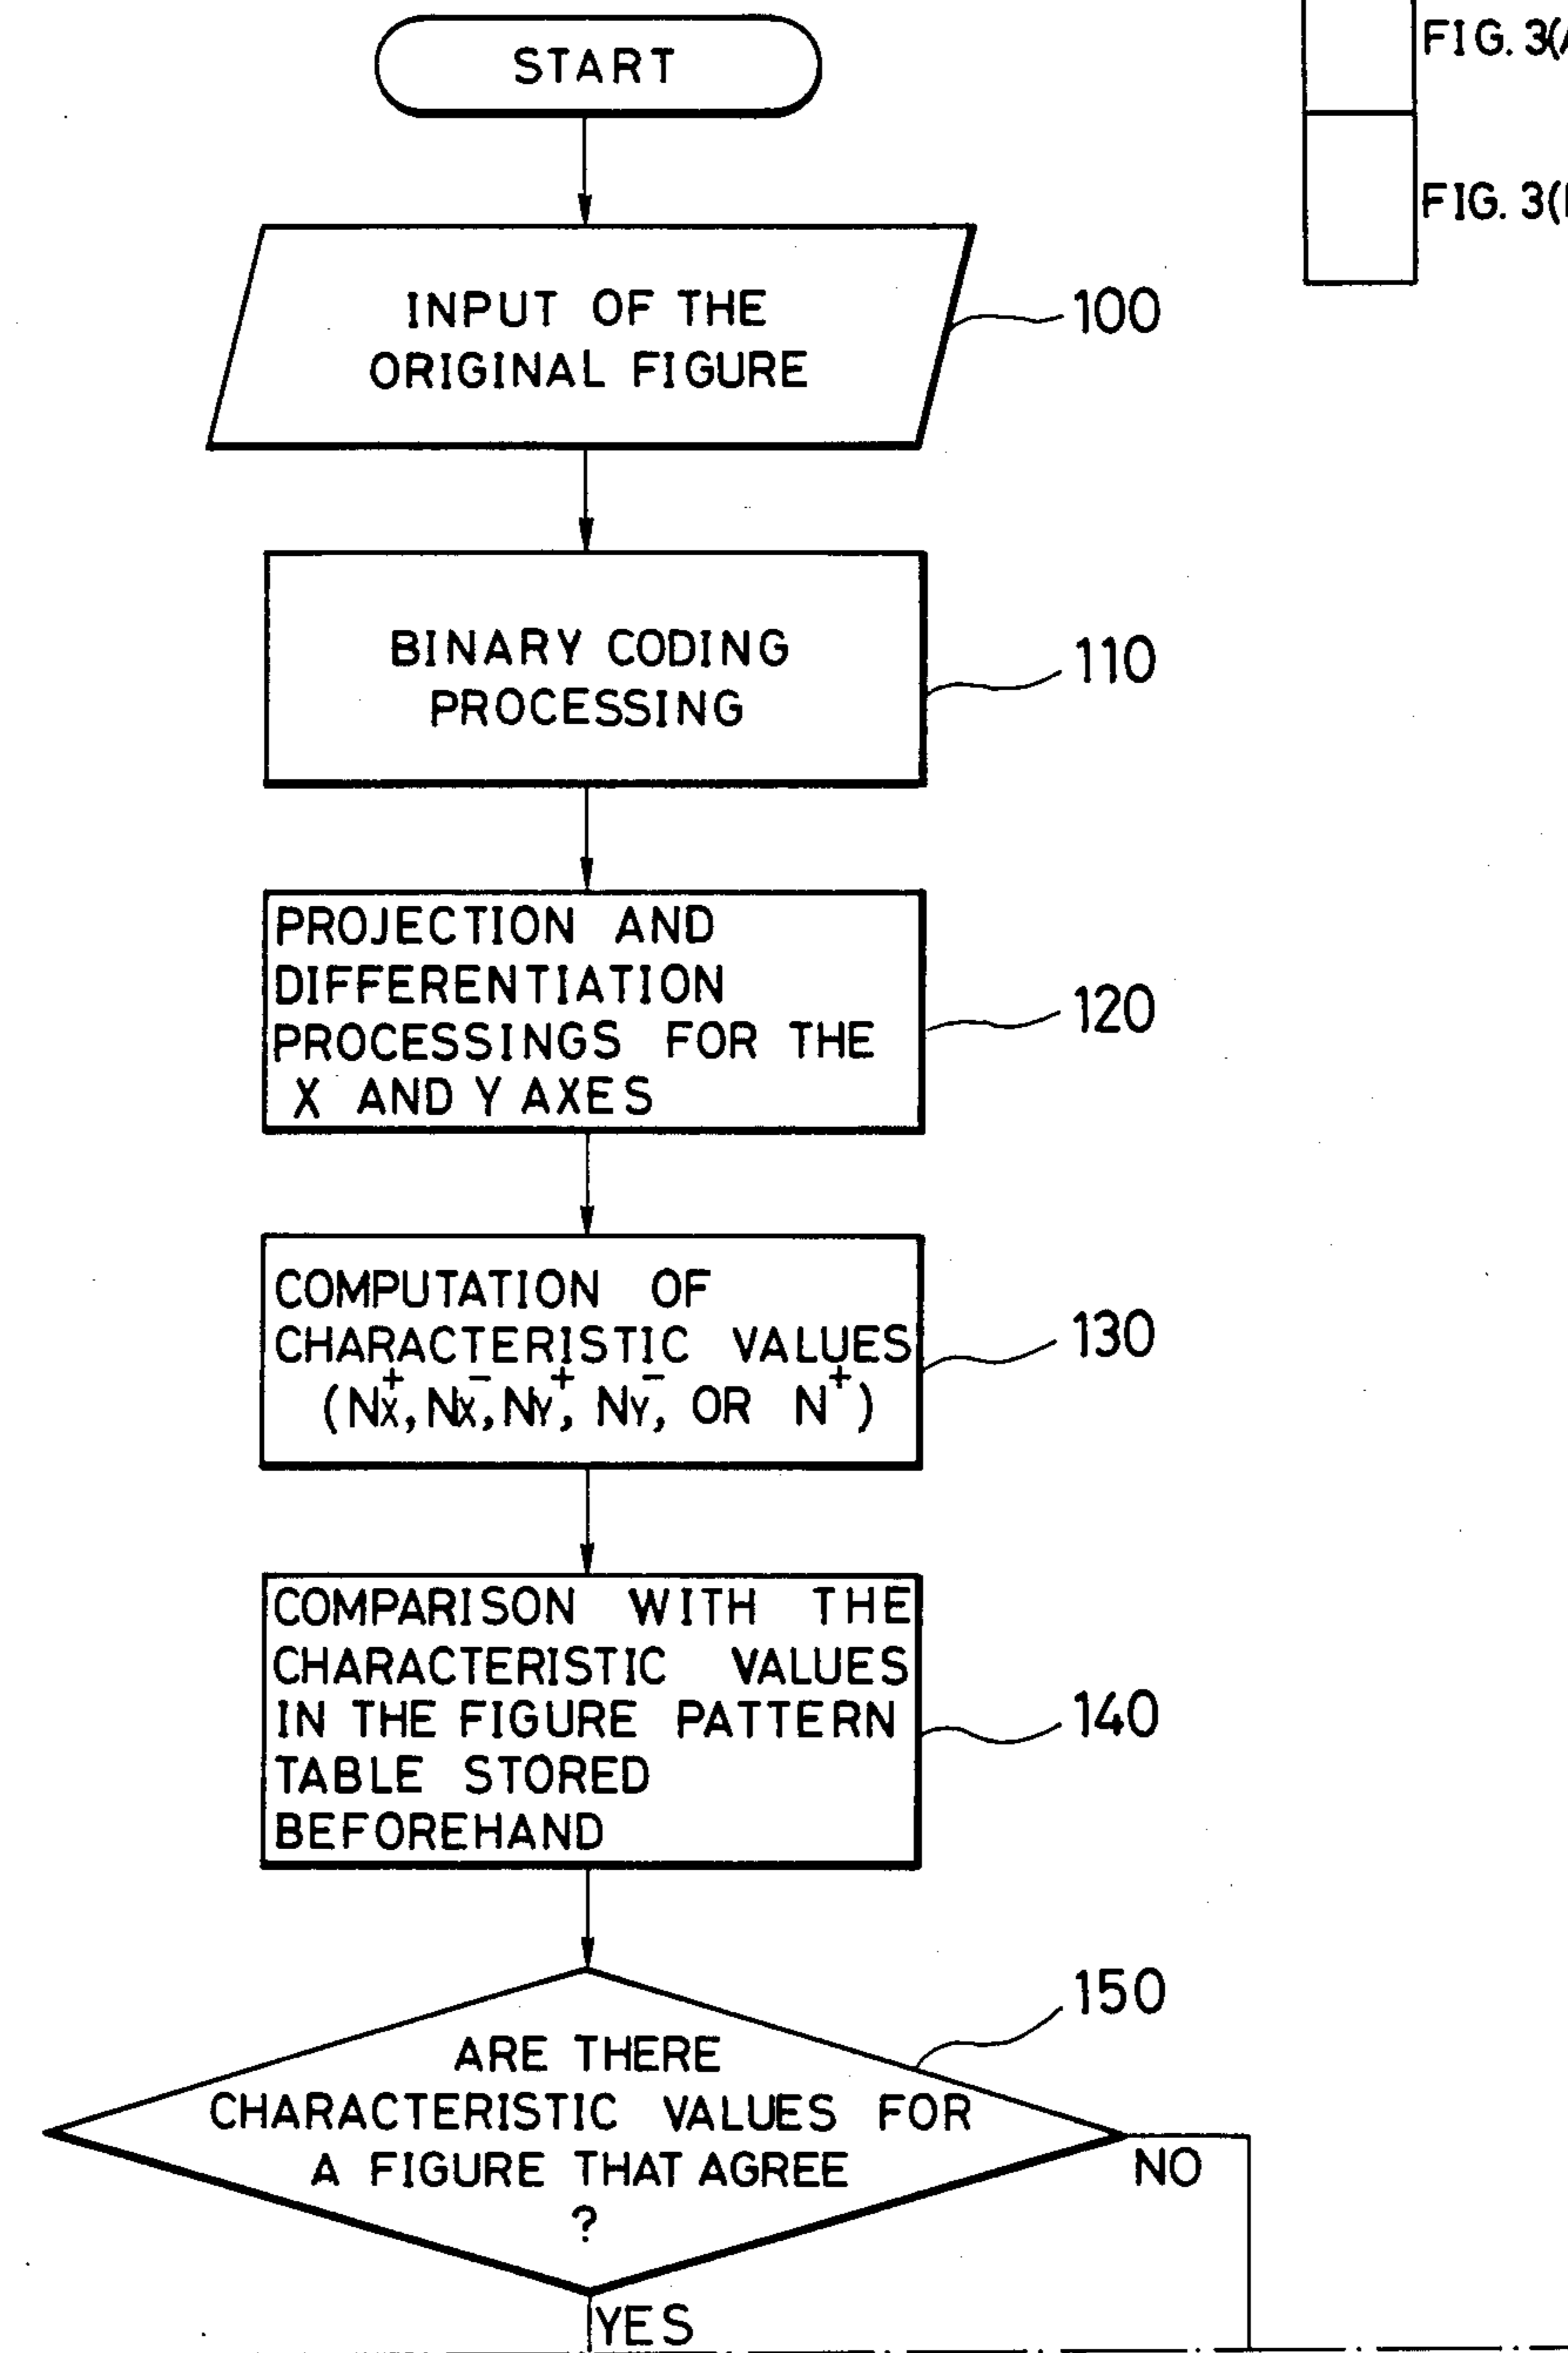 START
FIG. 3(A
FIG. 3(
INPUT OF THE
ORIGINAL FIGURE
100
BINARY CODING
PROCESSING
110
PROJECTION AND
DIFFERENTIATION
PROCESSINGS FOR THE
X AND Y AXES
120
COMPUTATION OF
CHARACTERISTIC VALUES
(Nx⁺, Nx⁻, NY⁺, NY⁻, OR N⁺)
130
COMPARISON WITH THE
CHARACTERISTIC VALUES
IN THE FIGURE PATTERN
TABLE STORED
BEFOREHAND
140
150
ARE THERE
CHARACTERISTIC VALUES FOR
A FIGURE THAT AGREE
?
NO
YES